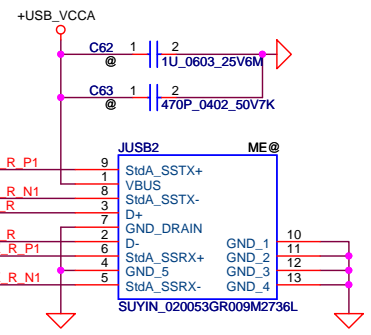 +USB_VCCA
C62 1 2
@ 1U_0603_25V6M
C63 1 2
@ 470P_0402_50V7K
JUSB2 ME@
R_P1 9 StdA_SSTX+
1 VBUS
R_N1 8 StdA_SSTX-
R 3 D+
7 GND_DRAIN
R 2 D- GND_1 10
R_P1 6 StdA_SSRX+ GND_2 11
4 GND_5 GND_3 12
R_N1 5 StdA_SSRX- GND_4 13
SUYIN_020053GR009M2736L